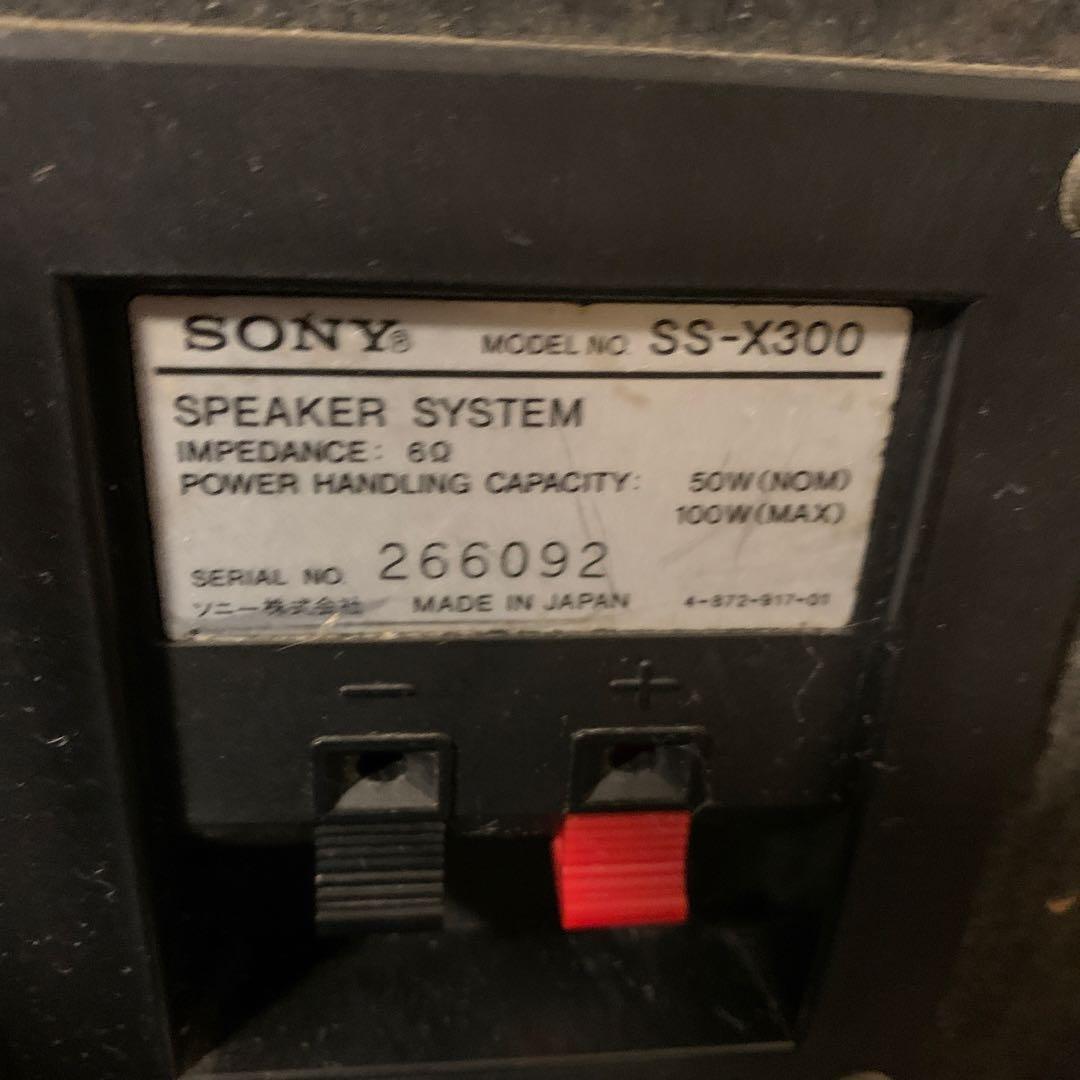 SONY® MODEL NO. SS-X300
SPEAKER SYSTEM
IMPEDANCE: 6Ω
POWER HANDLING CAPACITY: 50W(NOM)
100W(MAX)
SERIAL NO. 266092
ソニー株式会社 MADE IN JAPAN 4-872-917-01
− +